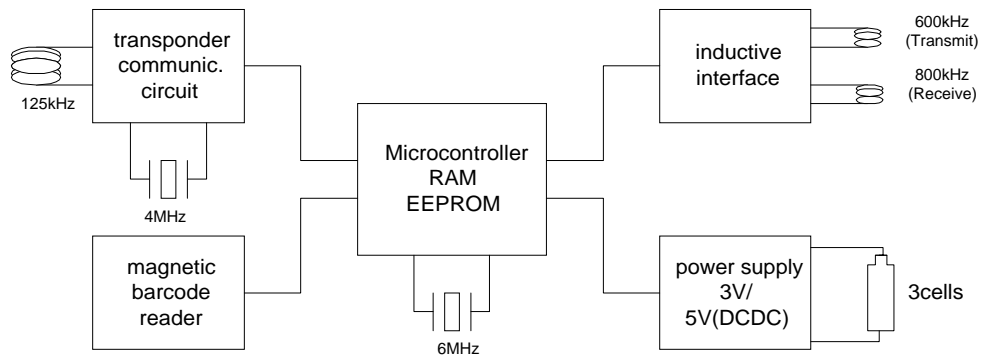 transponder
communic.
circuit
125kHz
4MHz
inductive
interface
600kHz
(Transmit)
800kHz
(Receive)
Microcontroller
RAM
EEPROM
6MHz
magnetic
barcode
reader
power supply
3V/
5V(DCDC)
3cells